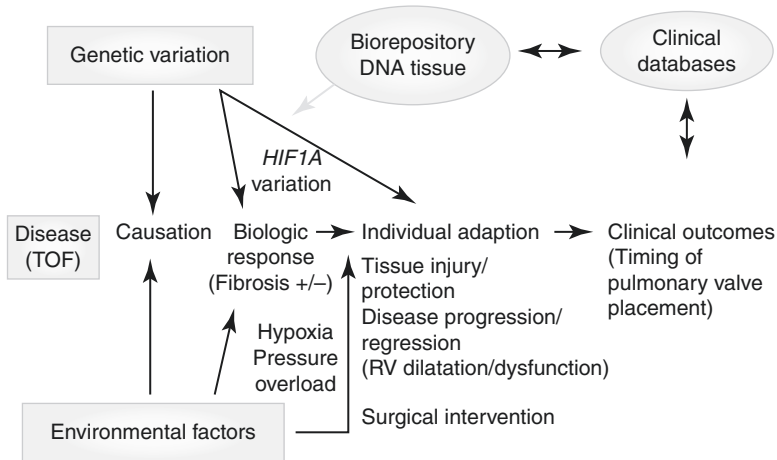 Genetic variation
Biorepository
DNA tissue
Clinical
databases
HIF1A
variation
Disease
(TOF)
Causation
Biologic
response
(Fibrosis +/–)
Individual adaption
Tissue injury/
protection
Disease progression/
regression
(RV dilatation/dysfunction)
Clinical outcomes
(Timing of
pulmonary valve
placement)
Hypoxia
Pressure
overload
Surgical intervention
Environmental factors